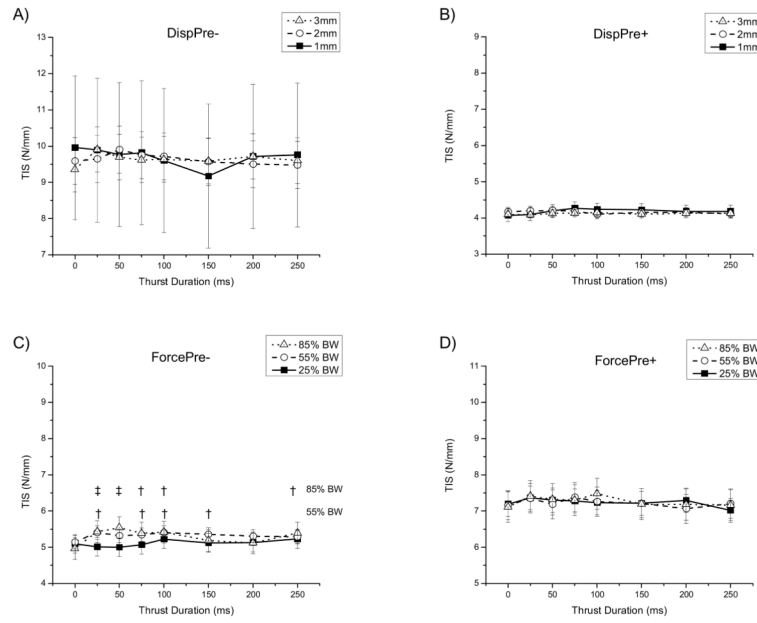 A)
DispPre-
3mm
2mm
1mm
13
12
11
10
9
8
7
TIS (N/mm)
0 50 100 150 200 250
Thurst Duration (ms)
B)
DispPre+
3mm
2mm
1mm
9
8
7
6
5
4
3
TIS (N/mm)
0 50 100 150 200 250
Thrust Duration (ms)
C)
ForcePre-
85% BW
55% BW
25% BW
10
9
8
7
6
5
4
TIS (N/mm)
‡ ‡ † † † 85% BW
† † † † 55% BW
0 50 100 150 200 250
Thrust Duration (ms)
D)
ForcePre+
85% BW
55% BW
25% BW
11
10
9
8
7
6
5
TIS (N/mm)
0 50 100 150 200 250
Thrust Duration (ms)